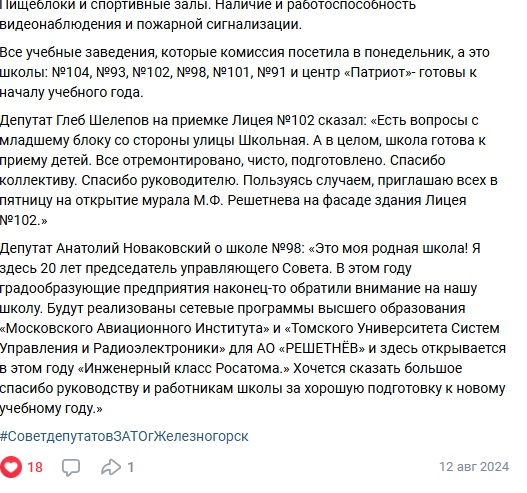 Пищеблоки и спортивные залы. Наличие и работоспособность
видеонаблюдения и пожарной сигнализации.
Все учебные заведения, которые комиссия посетила в понедельник, а это
школы: №104, №93, №102, №98, №101, №91 и центр «Патриот»- готовы к
началу учебного года.
Депутат Глеб Шелепов на приемке Лицея №102 сказал: «Есть вопросы с
младшему блоку со стороны улицы Школьная. А в целом, школа готова к
приему детей. Все отремонтировано, чисто, подготовлено. Спасибо
коллективу. Спасибо руководителю. Пользуясь случаем, приглашаю всех в
пятницу на открытие мурала М.Ф. Решетнева на фасаде здания Лицея
№102.»
Депутат Анатолий Новаковский о школе №98: «Это моя родная школа! Я
здесь 20 лет председатель управляющего Совета. В этом году
градообразующие предприятия наконец-то обратили внимание на нашу
школу. Будут реализованы сетевые программы высшего образования
«Московского Авиационного Института» и «Томского Университета Систем
Управления и Радиоэлектроники» для АО «РЕШЕТНЁВ» и здесь открывается
в этом году «Инженерный класс Росатома.» Хочется сказать большое
спасибо руководству и работникам школы за хорошую подготовку к новому
учебному году.»
#СоветдепутатовЗАТОгЖелезногорск
18 1 12 авг 2024